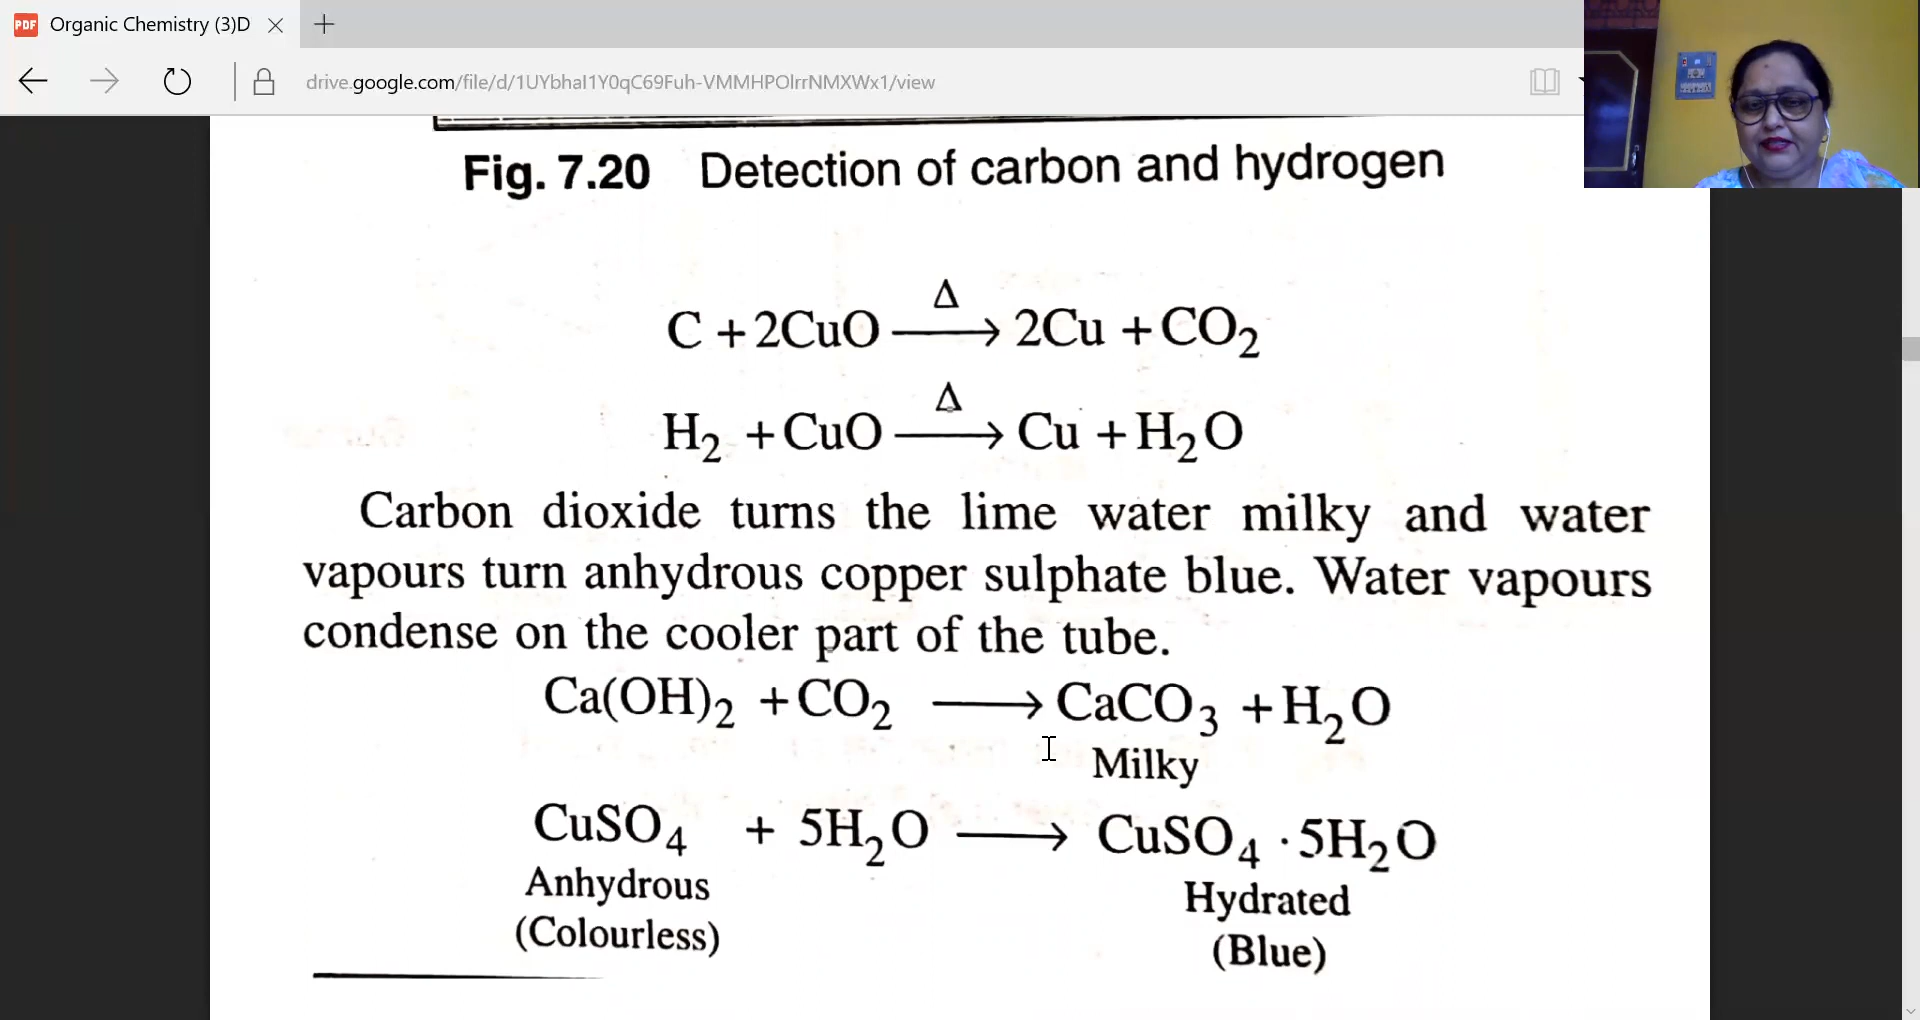 Organic Chemistry (3)D
drive.google.com/file/d/1UYbhaI1Y0qC69Fuh-VMMHPOlrrNMXWx1/view
Fig. 7.20 Detection of carbon and hydrogen
C + 2CuO —Δ→ 2Cu + CO₂
H₂ + CuO —Δ→ Cu + H₂O
Carbon dioxide turns the lime water milky and water
vapours turn anhydrous copper sulphate blue. Water vapours
condense on the cooler part of the tube.
Ca(OH)₂ + CO₂ ⟶ CaCO₃ + H₂O
Milky
CuSO₄ + 5H₂O ⟶ CuSO₄ · 5H₂O
Anhydrous Hydrated
(Colourless) (Blue)